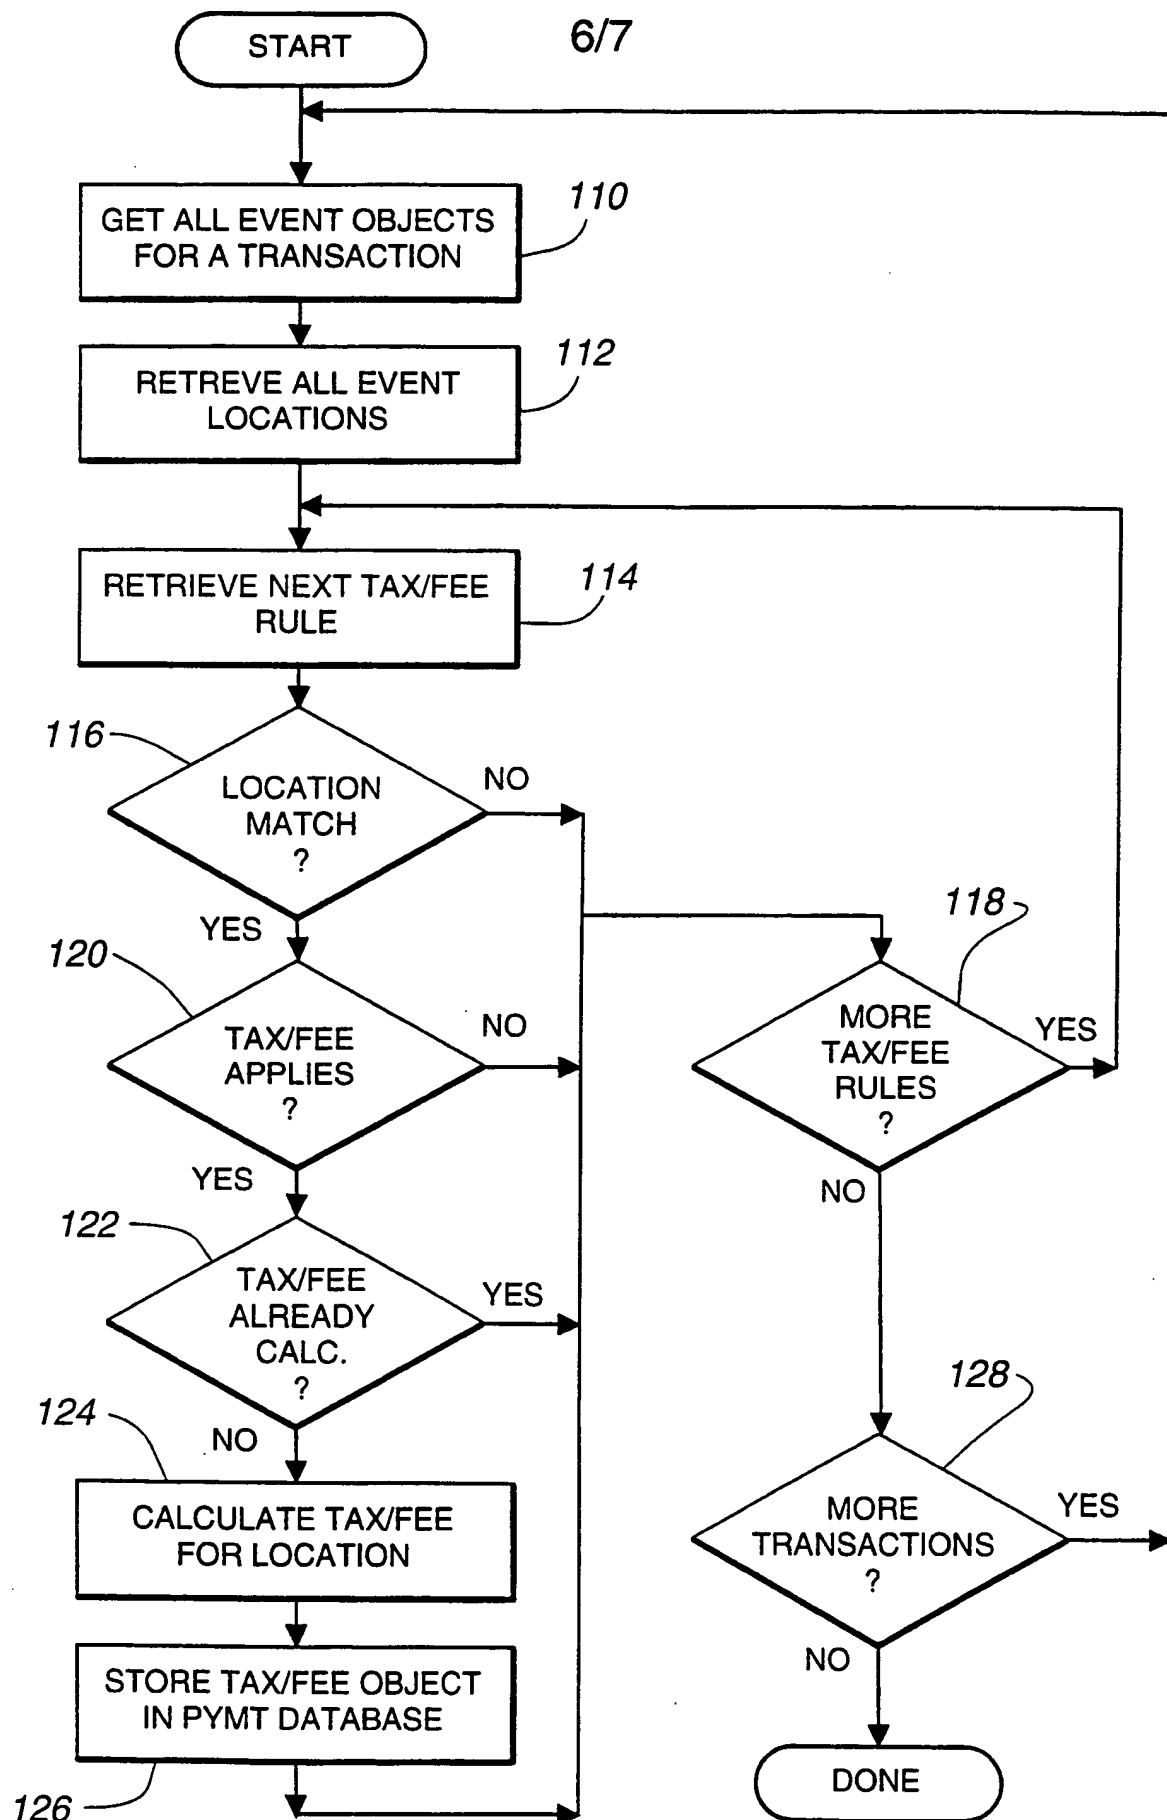 START
6/7
GET ALL EVENT OBJECTS
FOR A TRANSACTION
110
RETREVE ALL EVENT
LOCATIONS
112
RETRIEVE NEXT TAX/FEE
RULE
114
116
LOCATION
MATCH
?
NO
YES
120
TAX/FEE
APPLIES
?
NO
YES
122
TAX/FEE
ALREADY
CALC.
?
YES
NO
124
CALCULATE TAX/FEE
FOR LOCATION
STORE TAX/FEE OBJECT
IN PYMT DATABASE
126
118
MORE
TAX/FEE
RULES
?
YES
NO
128
MORE
TRANSACTIONS
?
YES
NO
DONE